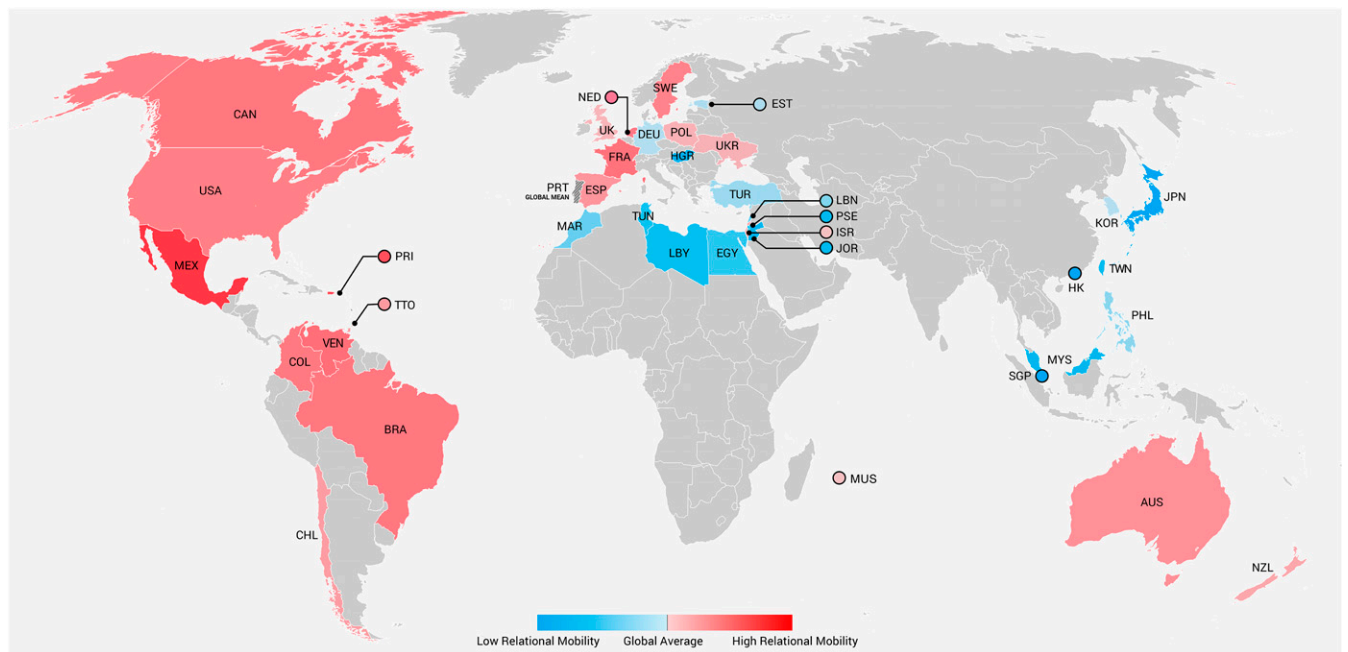 CAN
USA
MEX
PRI
TTO
VEN
COL
BRA
CHL
NED
SWE
EST
UK
DEU
POL
UKR
FRA
HGR
PRT
GLOBAL MEAN
ESP
TUR
MAR
TUN
LBY
EGY
LBN
PSE
ISR
JOR
JPN
KOR
TWN
HK
PHL
MYS
SGP
MUS
AUS
NZL
Low Relational Mobility Global Average High Relational Mobility